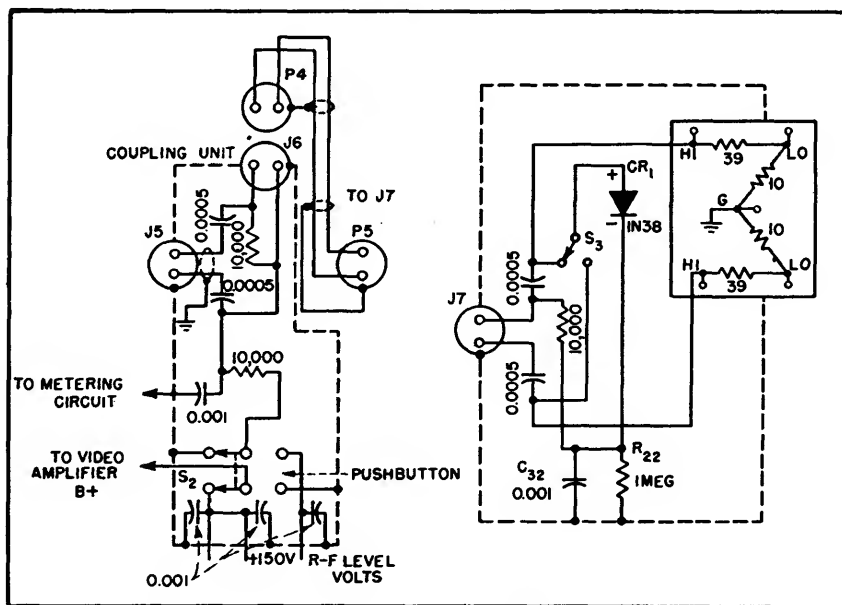 P4
J6
COUPLING UNIT
TO J7
J5
0.0005
10,000
P5
0.0005
10,000
TO METERING
CIRCUIT
0.001
TO VIDEO
AMPLIFIER
B+
S2
PUSHBUTTON
+150V
R-F LEVEL
VOLTS
0.001
HI
39
LO
+
CR1
10
G
-
1N38
S3
10
0.0005
HI
39
LO
J7
10,000
0.0005
R22
C32
0.001
1MEG